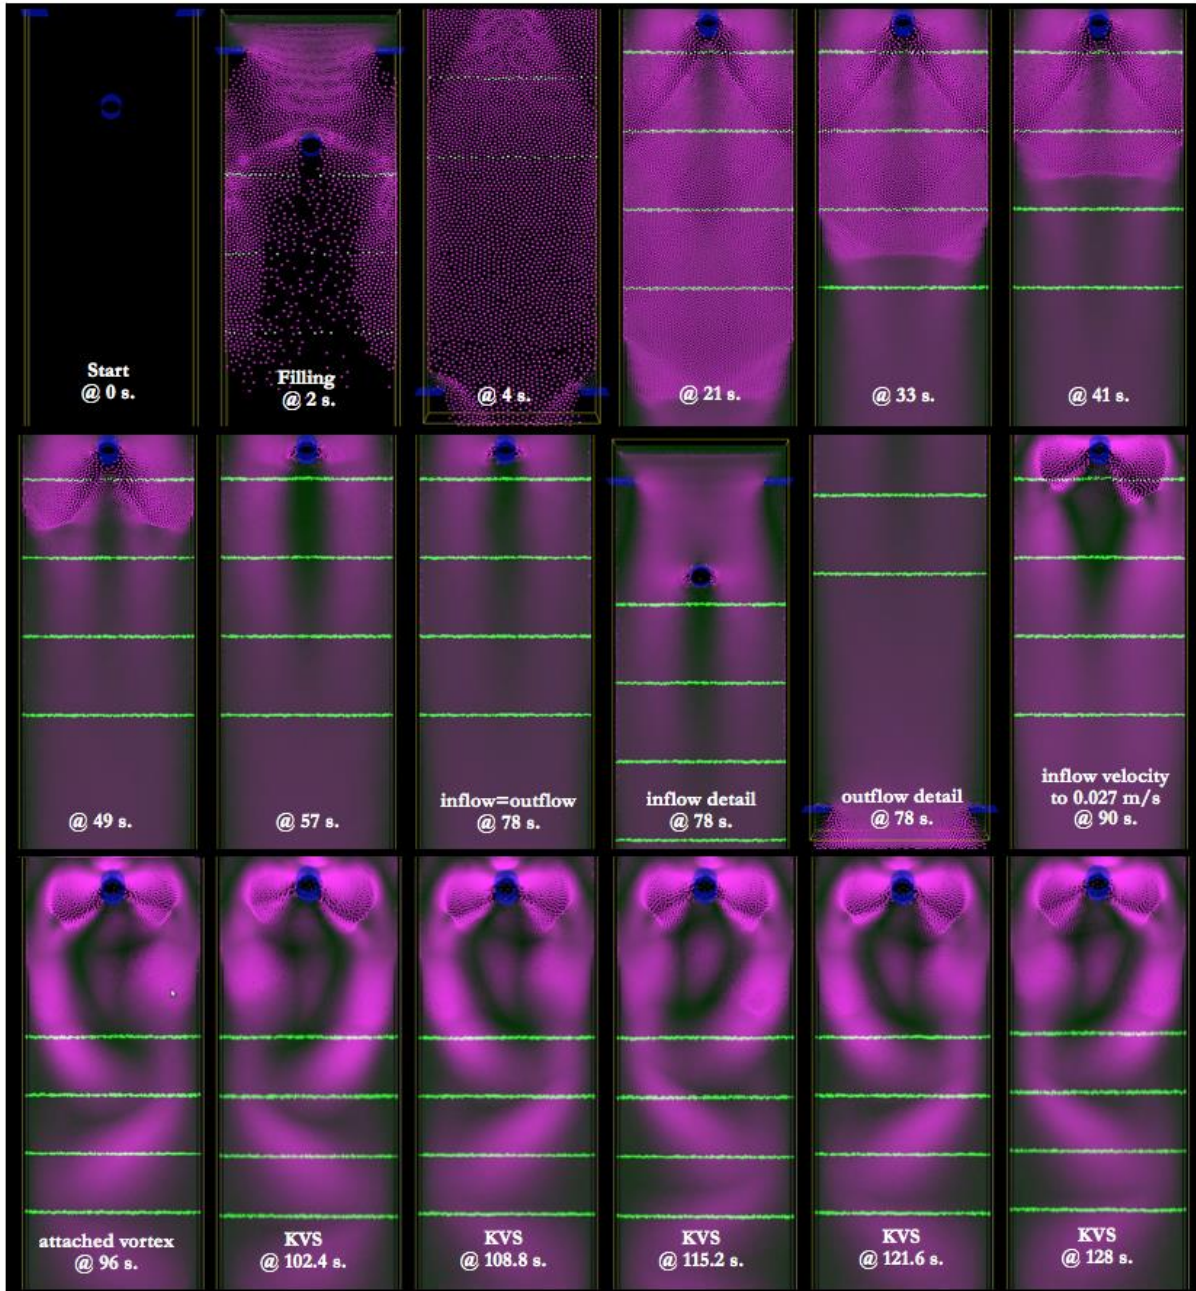 Start
@ 0 s.
Filling
@ 2 s.
@ 4 s.
@ 21 s.
@ 33 s.
@ 41 s.
@ 49 s.
@ 57 s.
inflow=outflow
@ 78 s.
inflow detail
@ 78 s.
outflow detail
@ 78 s.
inflow velocity
to 0.027 m/s
@ 90 s.
attached vortex
@ 96 s.
KVS
@ 102.4 s.
KVS
@ 108.8 s.
KVS
@ 115.2 s.
KVS
@ 121.6 s.
KVS
@ 128 s.